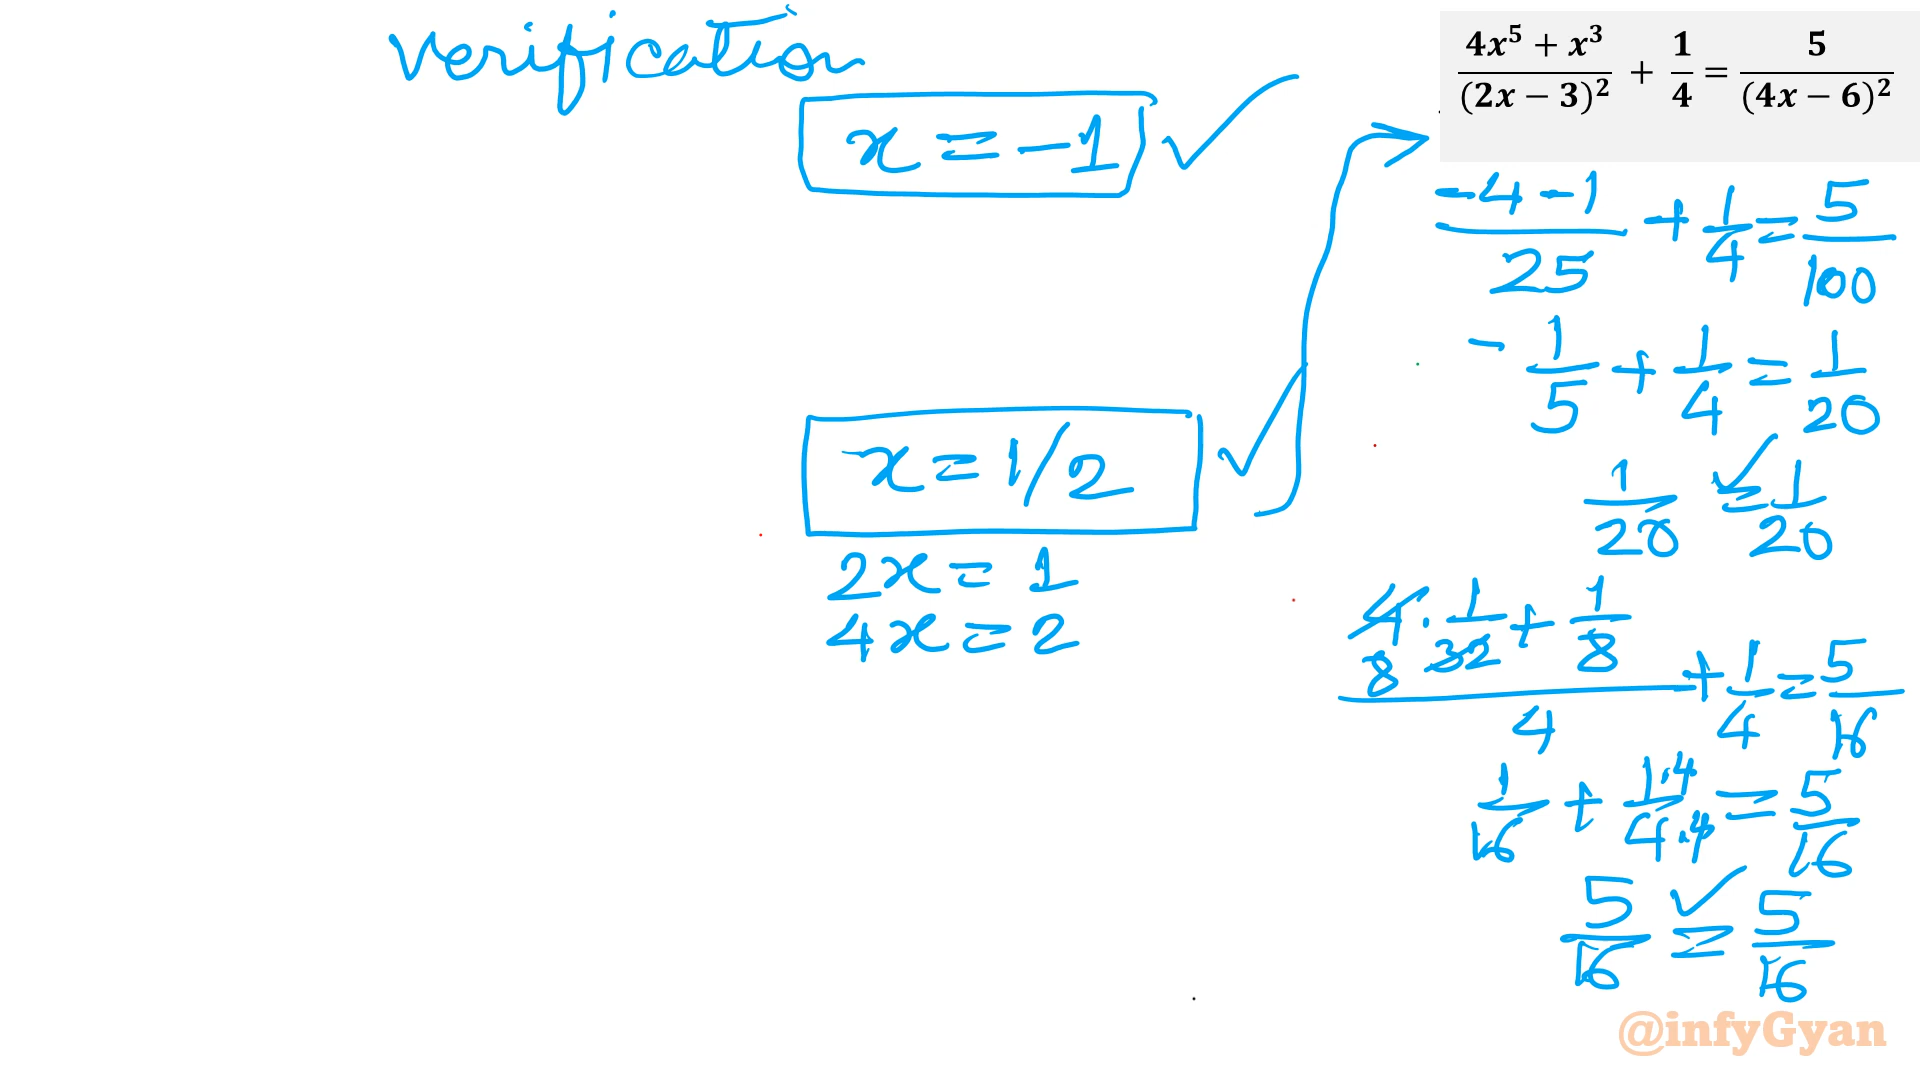 verification
x = -1
x = 1/2
2x = 1
4x = 2
(4x⁵ + x³)/(2x − 3)² + 1/4 = 5/(4x − 6)²
(-4-1)/25 + 1/4 = 5/100
-1/5 + 1/4 = 1/20
1/20 = 1/20
(4/8 · 1/32 + 1/8)/4 + 1/4 = 5/16
1/16 + 1·4/4·4 = 5/16
5/16 = 5/16
@infyGyan